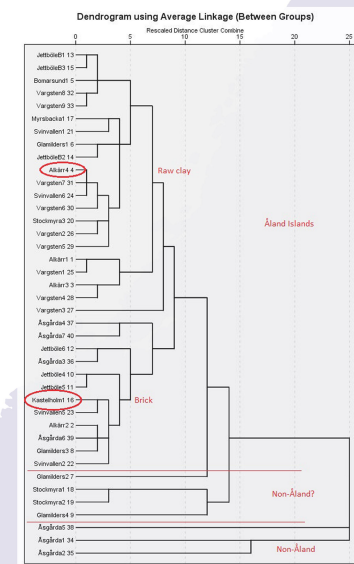 Dendrogram using Average Linkage (Between Groups)
Rescaled Distance Cluster Combine
0 5 10 15 20 25
JettböleB1 13
JettböleB3 15
Bomarsund1 5
Vargsten8 32
Vargsten9 33
Myrsbacka1 17
Svinvallen1 21
Glamilders1 6
JettböleB2 14
Alkärr4 4
Raw clay
Vargsten7 31
Svinvallen6 24
Vargsten6 30
Stockmyra3 20
Åland Islands
Vargsten2 26
Vargsten5 29
Alkärr1 1
Vargsten1 25
Alkärr3 3
Vargsten4 28
Vargsten3 27
Åsgårda4 37
Åsgårda7 40
Jettböle6 12
Åsgårda3 36
Jettböle4 10
Jettböle5 11
Kastelholm1 16
Brick
Svinvallen5 23
Alkärr2 2
Åsgårda6 39
Glamilders3 8
Svinvallen2 22
Glamilders2 7
Stockmyra1 18
Non-Åland?
Stockmyra2 19
Glamilders4 9
Åsgårda5 38
Åsgårda1 34
Non-Åland
Åsgårda2 35